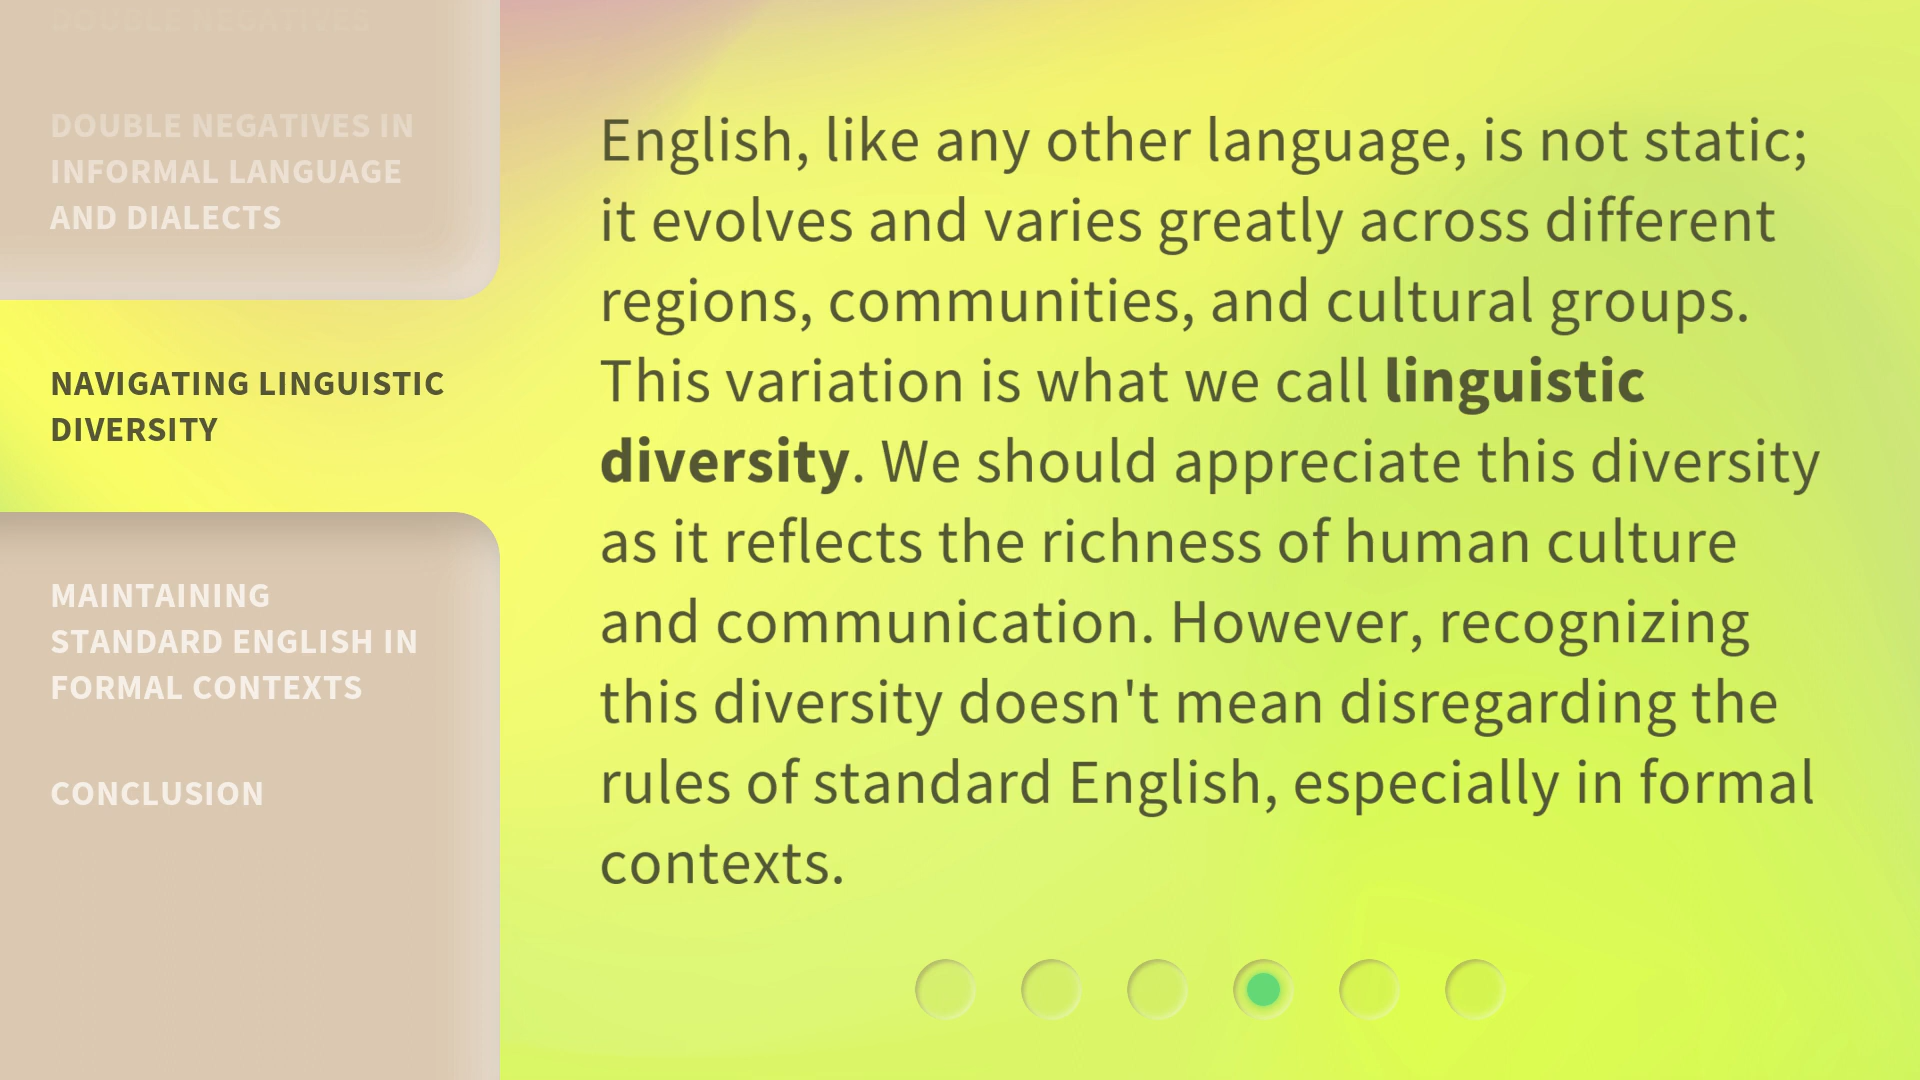 DOUBLE NEGATIVES
DOUBLE NEGATIVES IN
INFORMAL LANGUAGE
AND DIALECTS
NAVIGATING LINGUISTIC
DIVERSITY
MAINTAINING
STANDARD ENGLISH IN
FORMAL CONTEXTS
CONCLUSION
English, like any other language, is not static;
it evolves and varies greatly across different
regions, communities, and cultural groups.
This variation is what we call linguistic
diversity. We should appreciate this diversity
as it reflects the richness of human culture
and communication. However, recognizing
this diversity doesn't mean disregarding the
rules of standard English, especially in formal
contexts.